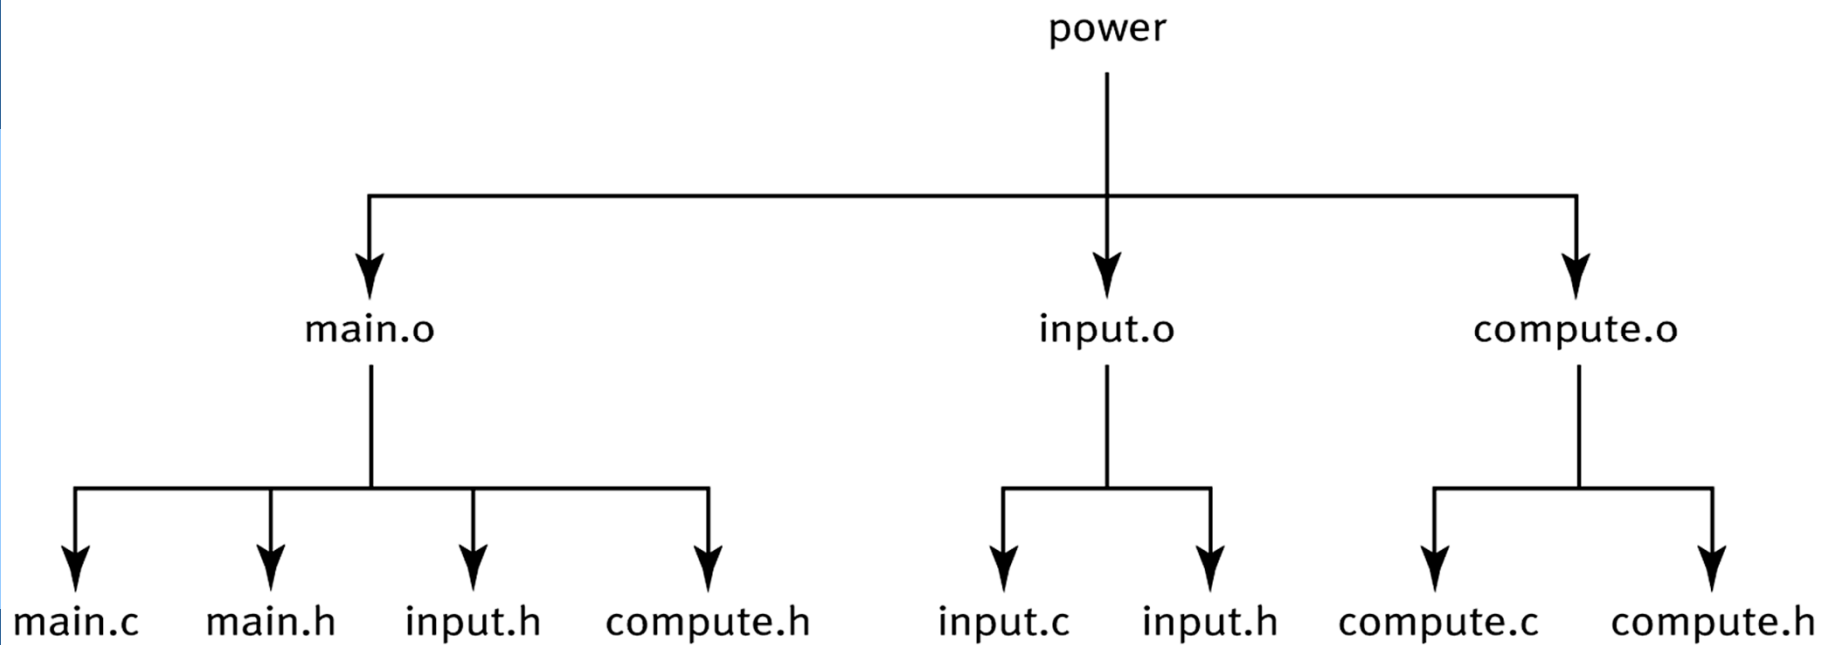 power
main.o input.o compute.o
main.c main.h input.h compute.h input.c input.h compute.c compute.h